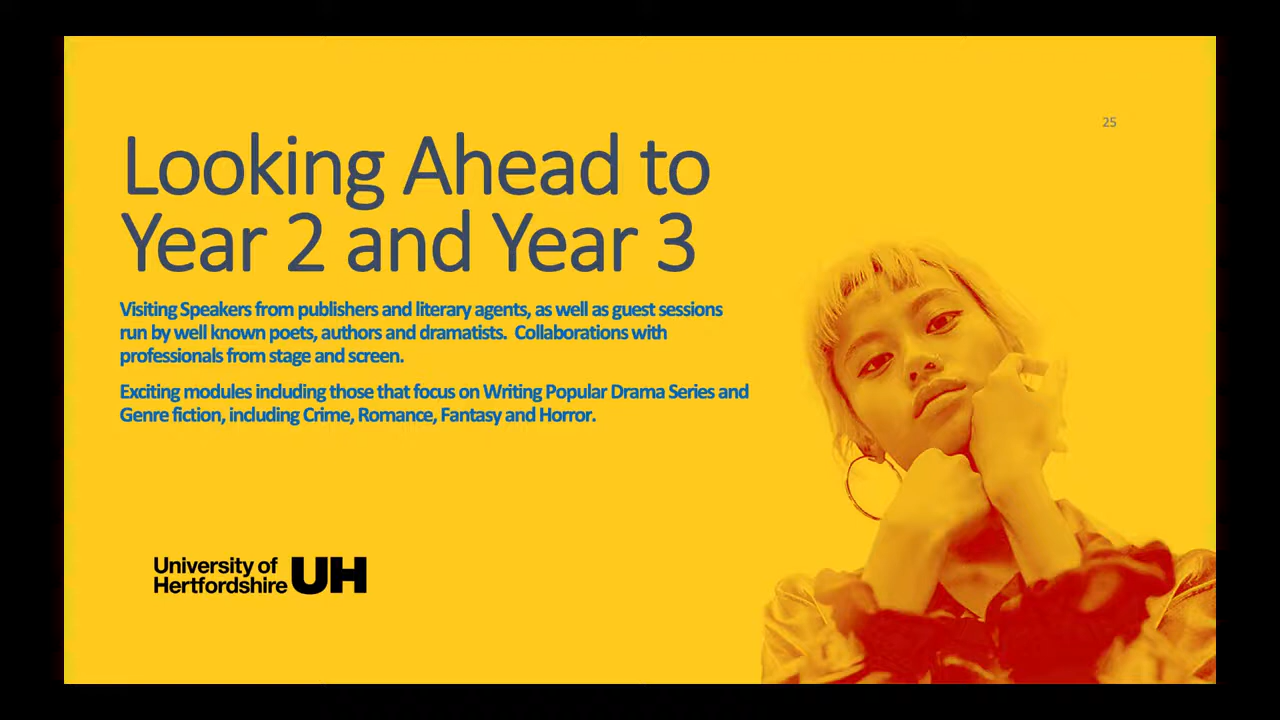 25
Looking Ahead to
Year 2 and Year 3
Visiting Speakers from publishers and literary agents, as well as guest sessions
run by well known poets, authors and dramatists.  Collaborations with
professionals from stage and screen.
Exciting modules including those that focus on Writing Popular Drama Series and
Genre fiction, including Crime, Romance, Fantasy and Horror.
University of
Hertfordshire UH